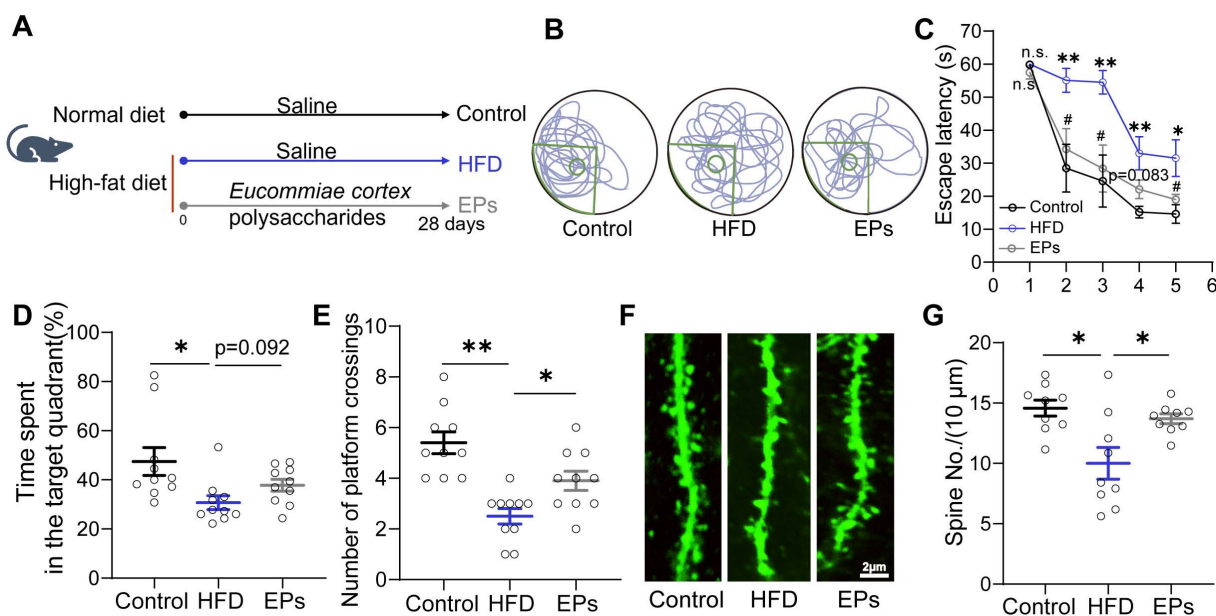 A
Normal diet
Saline
Control
Saline
HFD
High-fat diet
Eucommiae cortex
polysaccharides
EPs
0
28 days
B
Control
HFD
EPs
C
Escape latency (s)
70
60
50
40
30
20
10
0
0
1
2
3
4
5
6
n.s.
n.s.
**
**
**
*
#
#
p=0.083
#
Control
HFD
EPs
D
Time spent
in the target quadrant(%)
100
80
60
40
20
0
*
p=0.092
Control
HFD
EPs
E
Number of platform crossings
10
8
6
4
2
0
**
*
Control
HFD
EPs
F
2μm
Control
HFD
EPs
G
Spine No./(10 μm)
20
15
10
5
0
*
*
Control
HFD
EPs